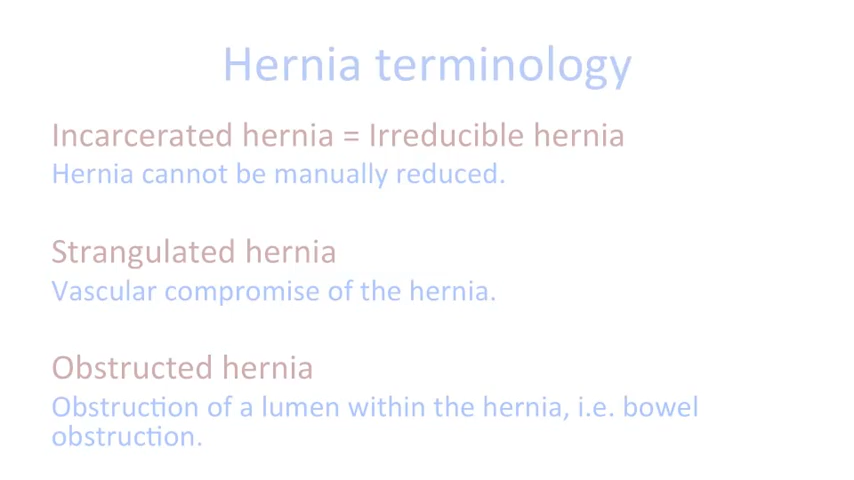 Hernia terminology
Incarcerated hernia = Irreducible hernia
Hernia cannot be manually reduced.
Strangulated hernia
Vascular compromise of the hernia.
Obstructed hernia
Obstruction of a lumen within the hernia, i.e. bowel
obstruction.